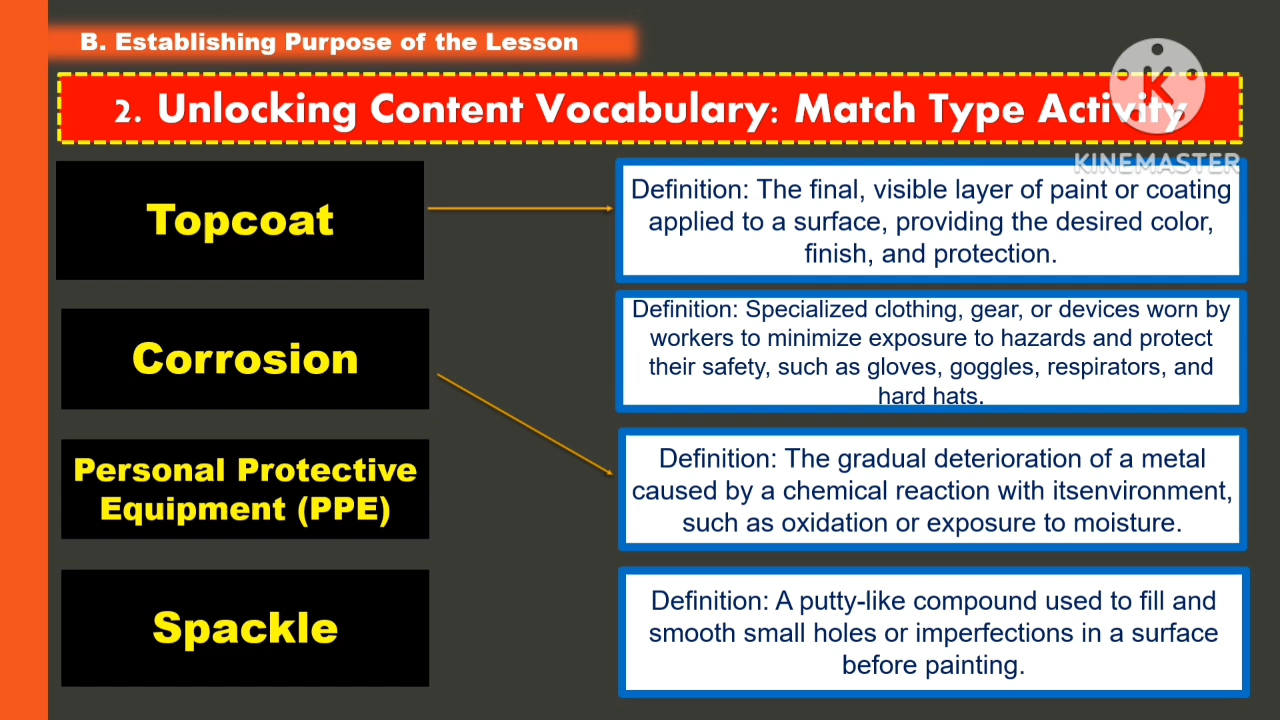 B. Establishing Purpose of the Lesson
2. Unlocking Content Vocabulary: Match Type Activity
K
KINEMASTER
Topcoat
Definition: The final, visible layer of paint or coating
applied to a surface, providing the desired color,
finish, and protection.
Corrosion
Definition: Specialized clothing, gear, or devices worn by
workers to minimize exposure to hazards and protect
their safety, such as gloves, goggles, respirators, and
hard hats.
Personal Protective
Equipment (PPE)
Definition: The gradual deterioration of a metal
caused by a chemical reaction with itsenvironment,
such as oxidation or exposure to moisture.
Spackle
Definition: A putty-like compound used to fill and
smooth small holes or imperfections in a surface
before painting.